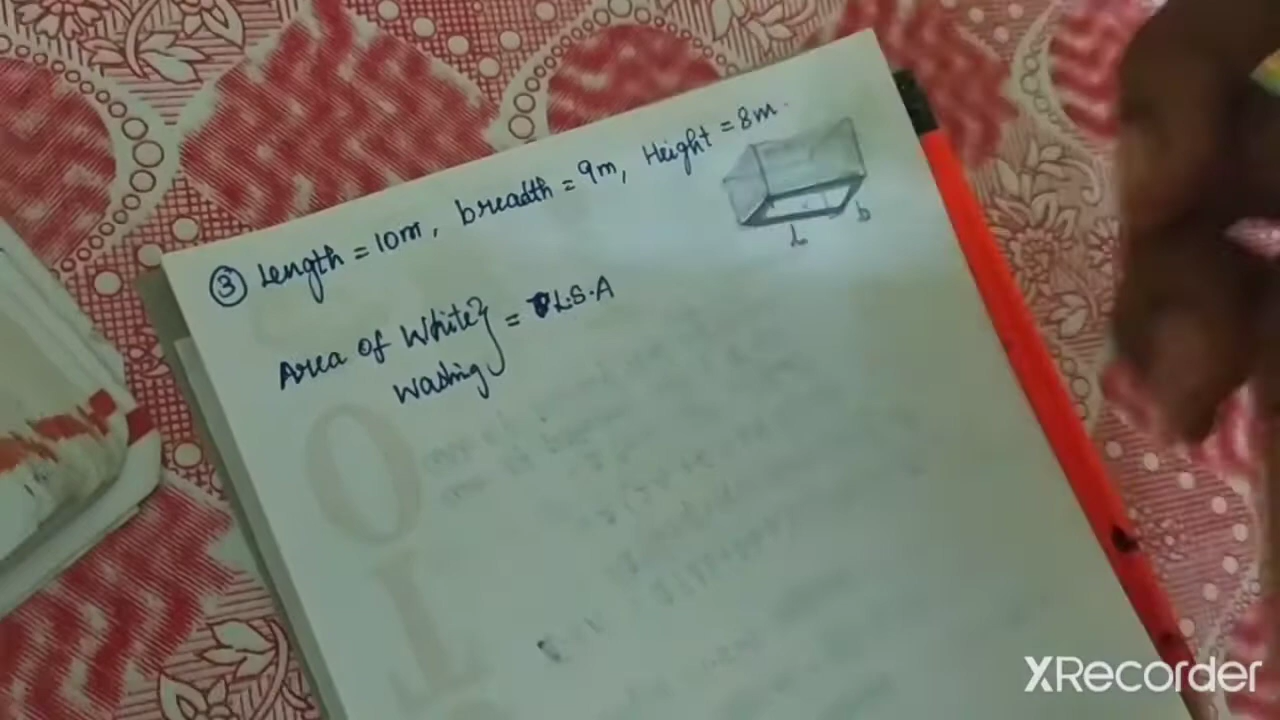 ③ Length = 10m, breadth = 9m, Height = 8m.
L
b
Area of White} = L.S.A
Washing
XRecorder